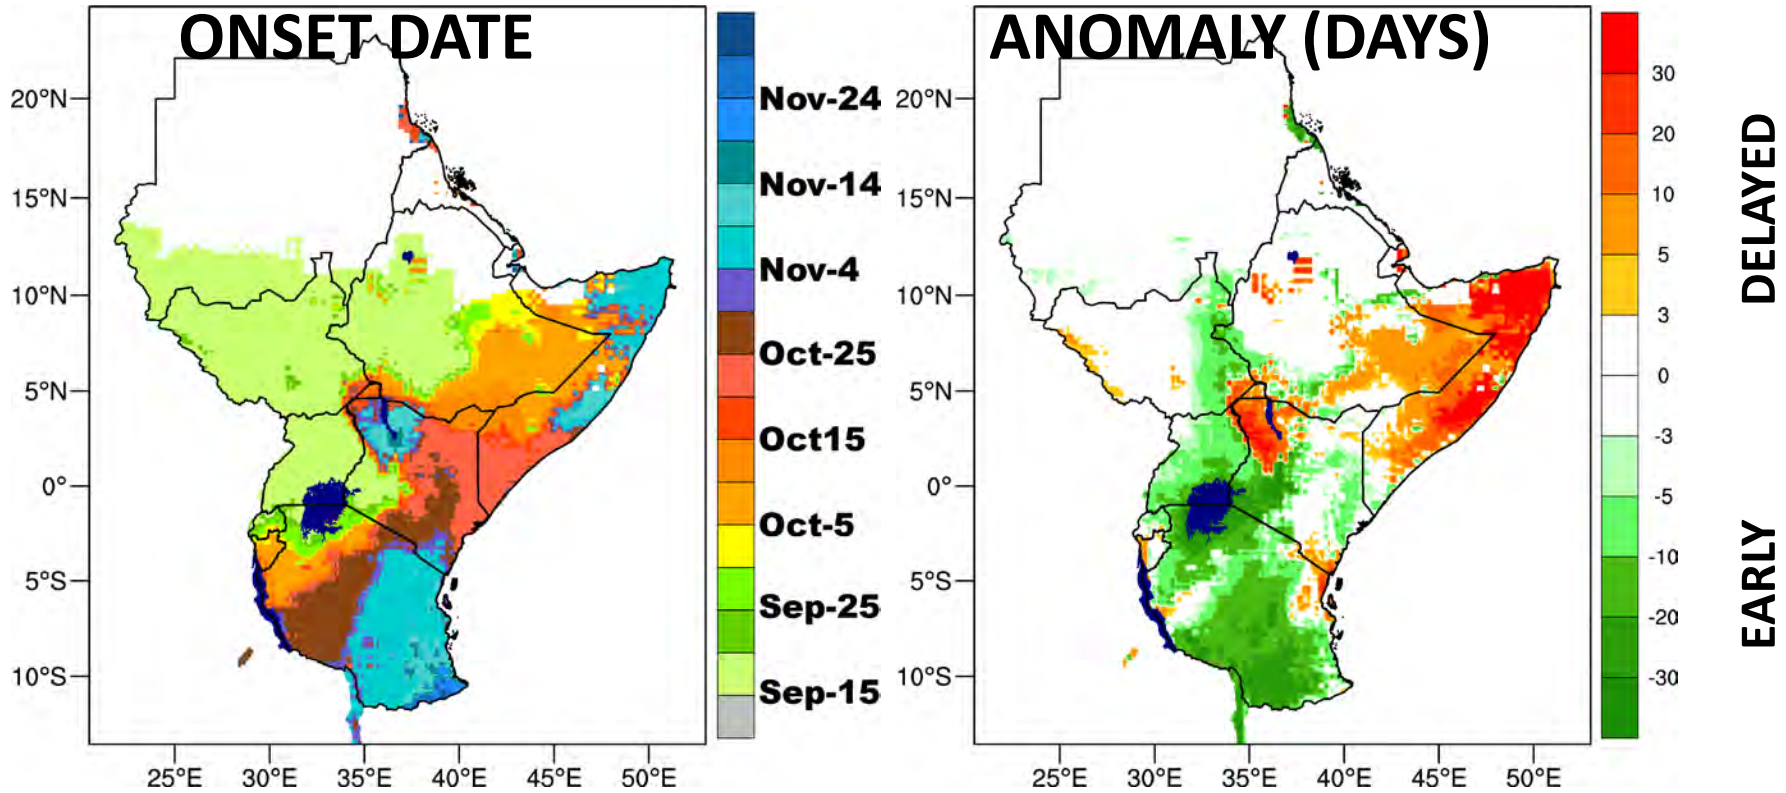 ONSET DATE
20°N
15°N
10°N
5°N
0°
5°S
10°S
25°E 30°E 35°E 40°E 45°E 50°E
Nov-24
Nov-14
Nov-4
Oct-25
Oct15
Oct-5
Sep-25
Sep-15
ANOMALY (DAYS)
20°N
15°N
10°N
5°N
0°
5°S
10°S
25°E 30°E 35°E 40°E 45°E 50°E
30
20
10
5
3
0
-3
-5
-10
-20
-30
DELAYED
EARLY